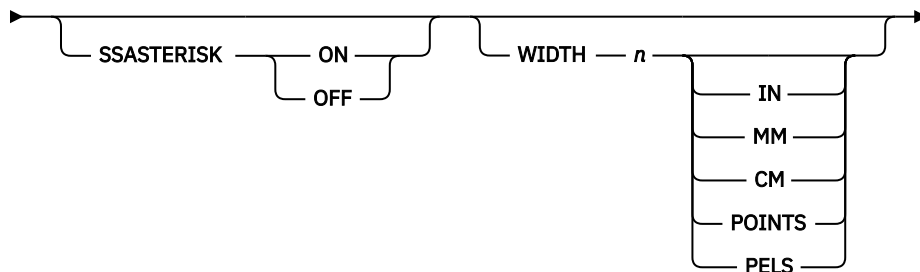 SSASTERISK ON WIDTH n
OFF IN
MM
CM
POINTS
PELS